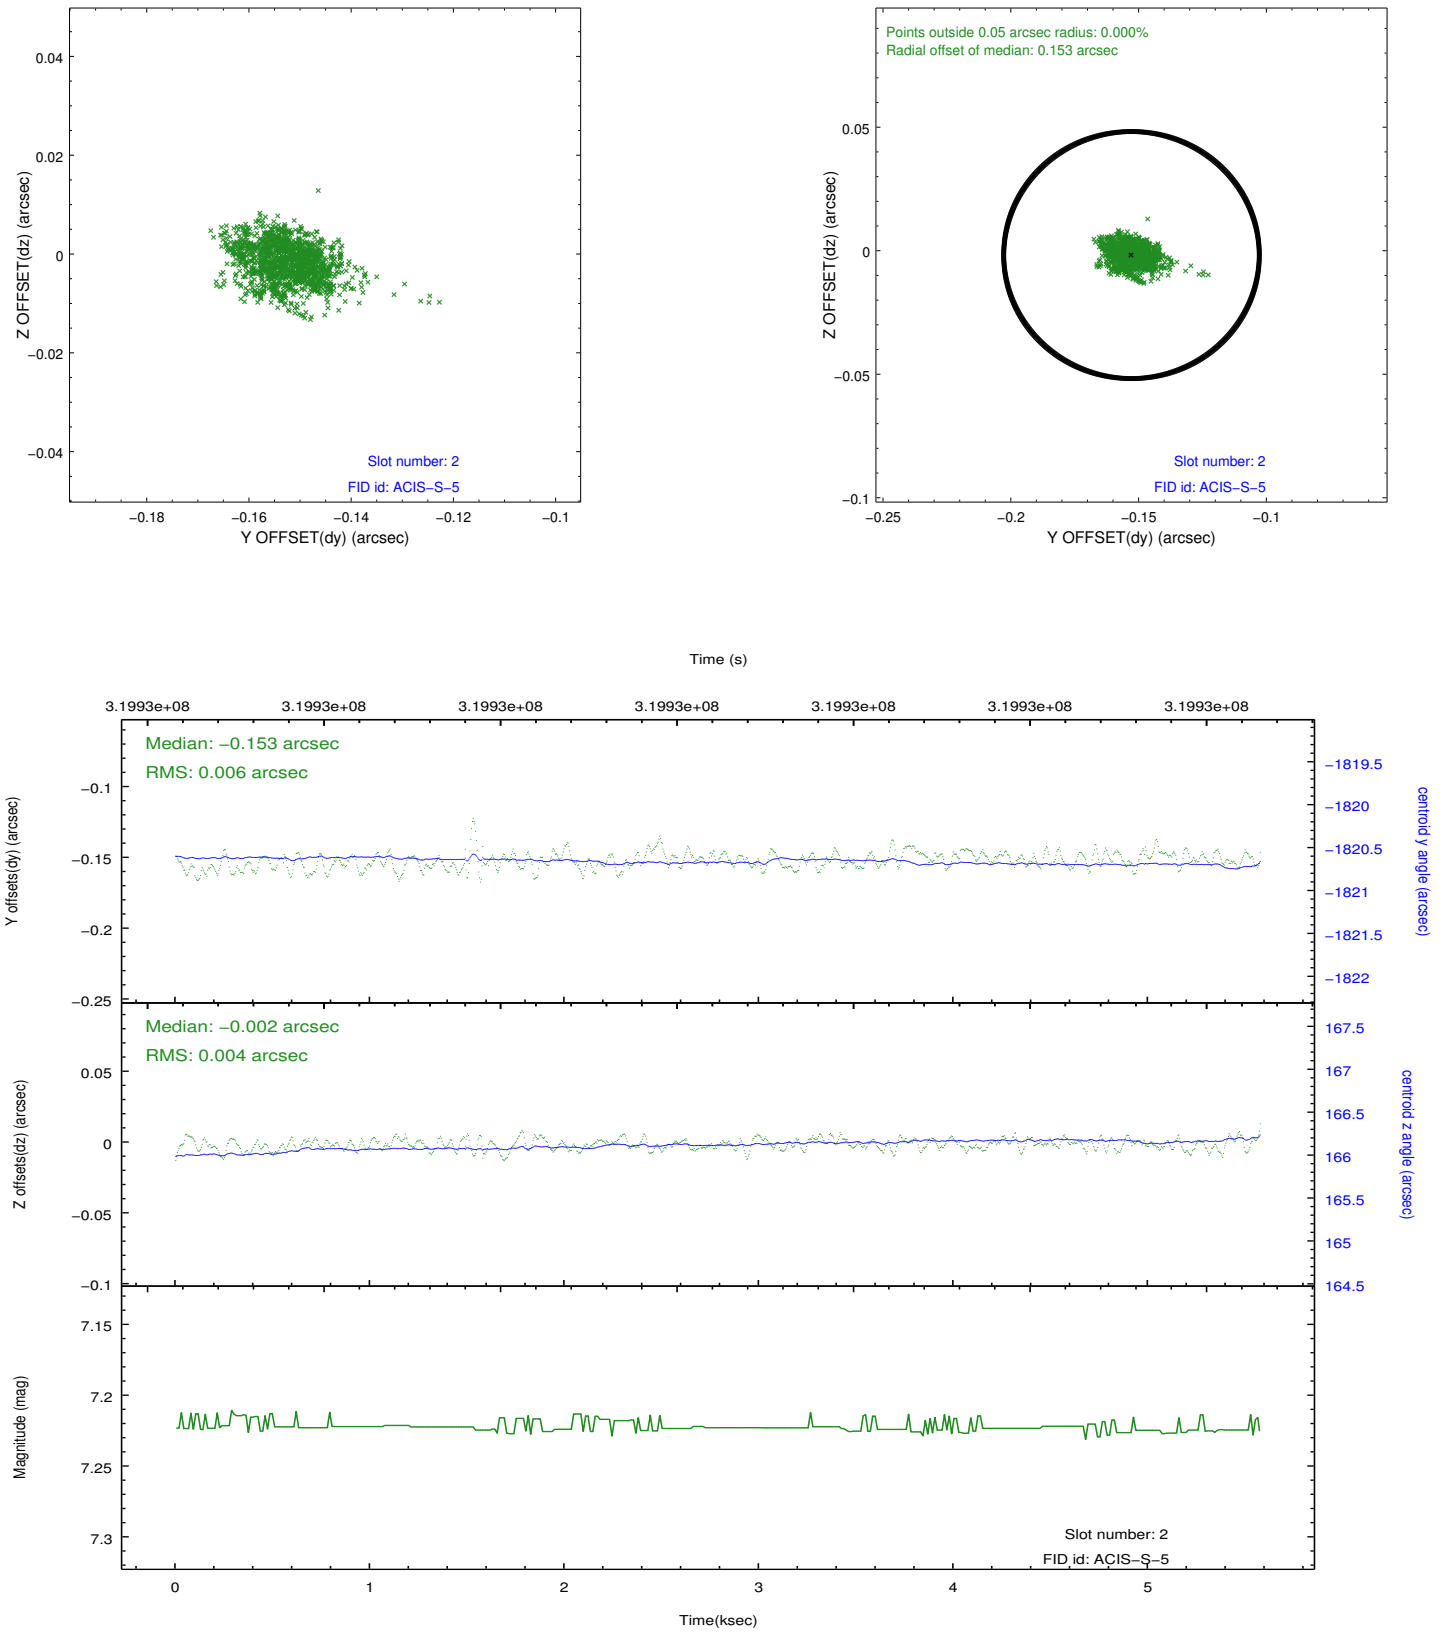 0.04
0.02
0
−0.02
−0.04
Z OFFSET(dz) (arcsec)
Slot number: 2
FID id: ACIS−S−5
−0.18
−0.16
−0.14
−0.12
−0.1
Y OFFSET(dy) (arcsec)
Points outside 0.05 arcsec radius: 0.000%
Radial offset of median: 0.153 arcsec
0.05
0
−0.05
−0.1
Z OFFSET(dz) (arcsec)
Slot number: 2
FID id: ACIS−S−5
−0.25
−0.2
−0.15
−0.1
Y OFFSET(dy) (arcsec)
Time (s)
3.1993e+08
3.1993e+08
3.1993e+08
3.1993e+08
3.1993e+08
3.1993e+08
3.1993e+08
Median: −0.153 arcsec
RMS: 0.006 arcsec
−0.1
−0.15
−0.2
−0.25
Y offsets(dy) (arcsec)
−1819.5
−1820
−1820.5
−1821
−1821.5
−1822
centroid y angle (arcsec)
Median: −0.002 arcsec
RMS: 0.004 arcsec
0.05
0
−0.05
−0.1
Z offsets(dz) (arcsec)
167.5
167
166.5
166
165.5
165
164.5
centroid z angle (arcsec)
7.15
7.2
7.25
7.3
Magnitude (mag)
Slot number: 2
FID id: ACIS−S−5
0
1
2
3
4
5
Time(ksec)